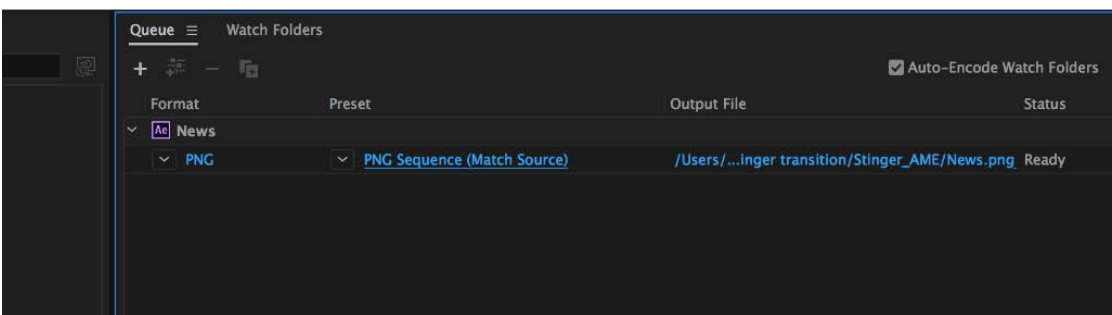 Queue Watch Folders
Auto-Encode Watch Folders
Format Preset Output File Status
Ae News
PNG PNG Sequence (Match Source) /Users/...inger transition/Stinger_AME/News.png Ready